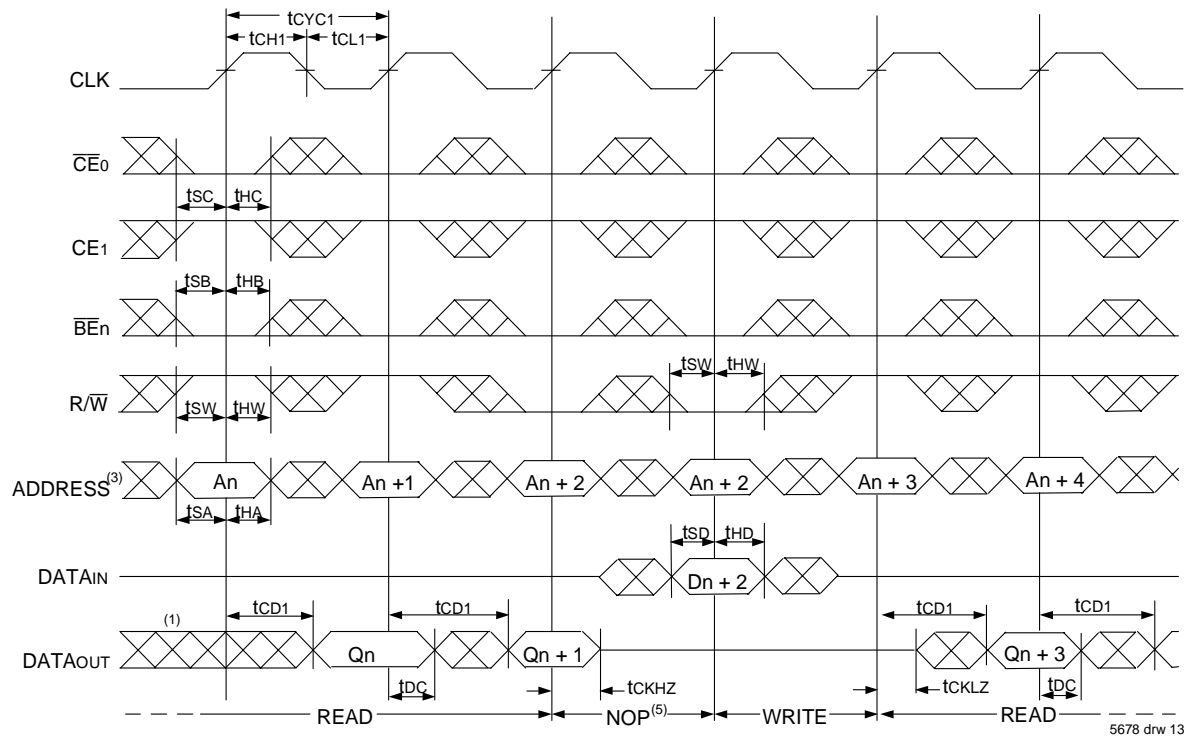 tCYC1
tCH1 tCL1
CLK
CE0
tSC tHC
CE1
tSB tHB
BEn
tSW tHW
R/W
tSW tHW
ADDRESS(3) An An +1 An + 2 An + 2 An + 3 An + 4
tSA tHA
tSD tHD
DATAIN Dn + 2
tCD1 tCD1 tCD1 tCD1
(1)
DATAOUT Qn Qn + 1 Qn + 3
tDC tCKHZ tCKLZ tDC
READ NOP(5) WRITE READ
5678 drw 13